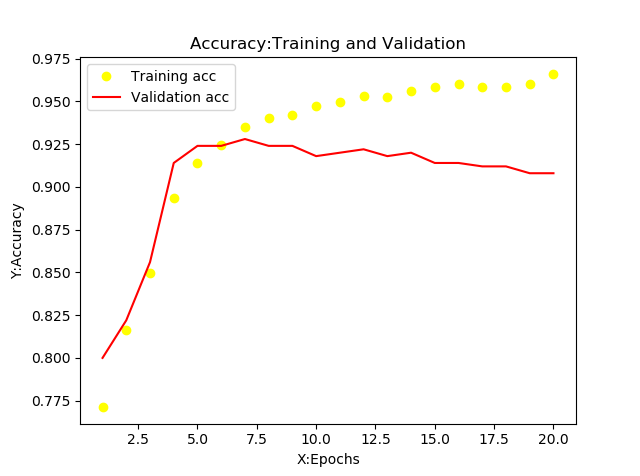 Accuracy:Training and Validation
Training acc
Validation acc
0.975
0.950
0.925
0.900
0.875
0.850
0.825
0.800
0.775
Y:Accuracy
2.5 5.0 7.5 10.0 12.5 15.0 17.5 20.0
X:Epochs